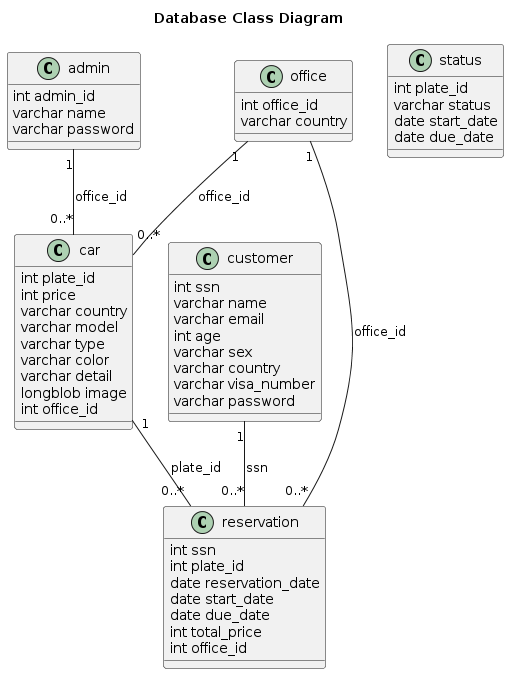 Database Class Diagram
C admin
int admin_id
varchar name
varchar password
C office
int office_id
varchar country
C status
int plate_id
varchar status
date start_date
date due_date
1
office_id
0..*
1
office_id
0..*
1
office_id
0..*
C car
int plate_id
int price
varchar country
varchar model
varchar type
varchar color
varchar detail
longblob image
int office_id
C customer
int ssn
varchar name
varchar email
int age
varchar sex
varchar country
varchar visa_number
varchar password
1
plate_id
0..*
1
ssn
0..*
C reservation
int ssn
int plate_id
date reservation_date
date start_date
date due_date
int total_price
int office_id